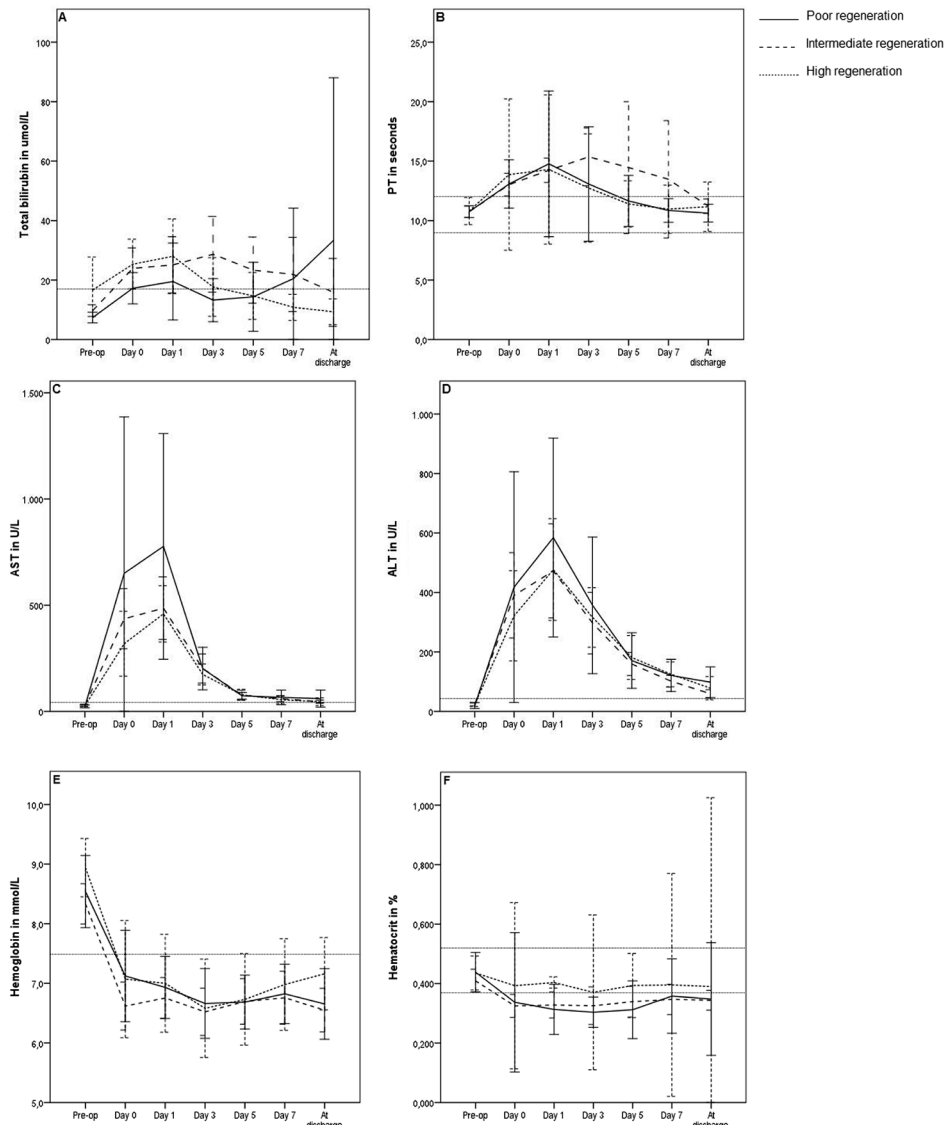 A
Total bilirubin in umol/L
100
80
60
40
20
0
Pre-op Day 0 Day 1 Day 3 Day 5 Day 7 At discharge
B
PT in seconds
25,0
20,0
15,0
10,0
5,0
0,0
Pre-op Day 0 Day 1 Day 3 Day 5 Day 7 At discharge
Poor regeneration
Intermediate regeneration
High regeneration
C
AST in U/L
1.500
1.000
500
0
Pre-op Day 0 Day 1 Day 3 Day 5 Day 7 At discharge
D
ALT in U/L
1.000
800
600
400
200
0
Pre-op Day 0 Day 1 Day 3 Day 5 Day 7 At discharge
E
Hemoglobin in mmol/L
10,0
9,0
8,0
7,0
6,0
5,0
Pre-op Day 0 Day 1 Day 3 Day 5 Day 7 At discharge
F
Hematocrit in %
1,000
0,800
0,600
0,400
0,200
0,000
Pre-op Day 0 Day 1 Day 3 Day 5 Day 7 At discharge